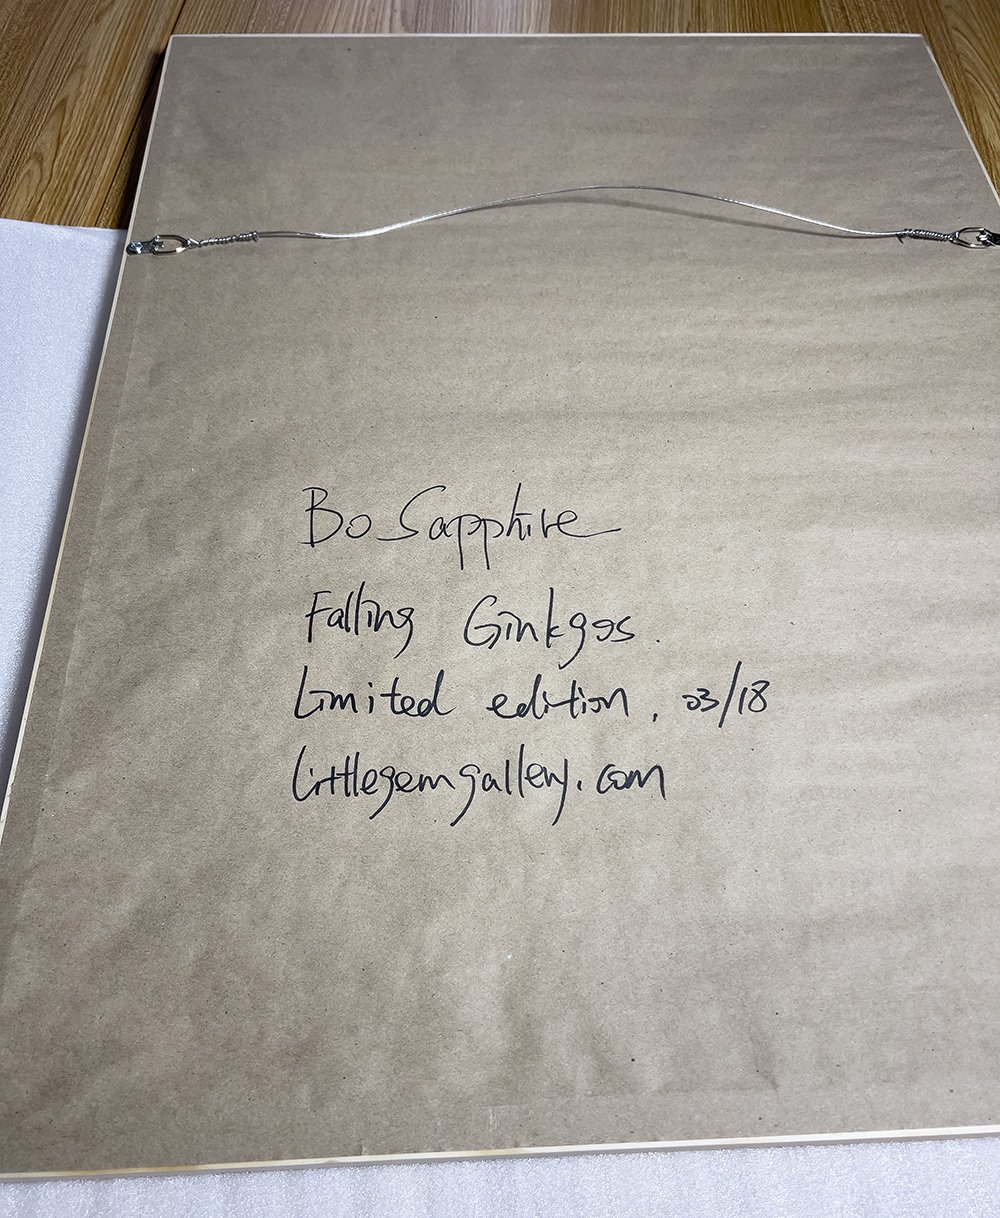 Bo Sapphire
Falling Ginkgos.
Limited edition, 03/18
Littlegemgallery.com